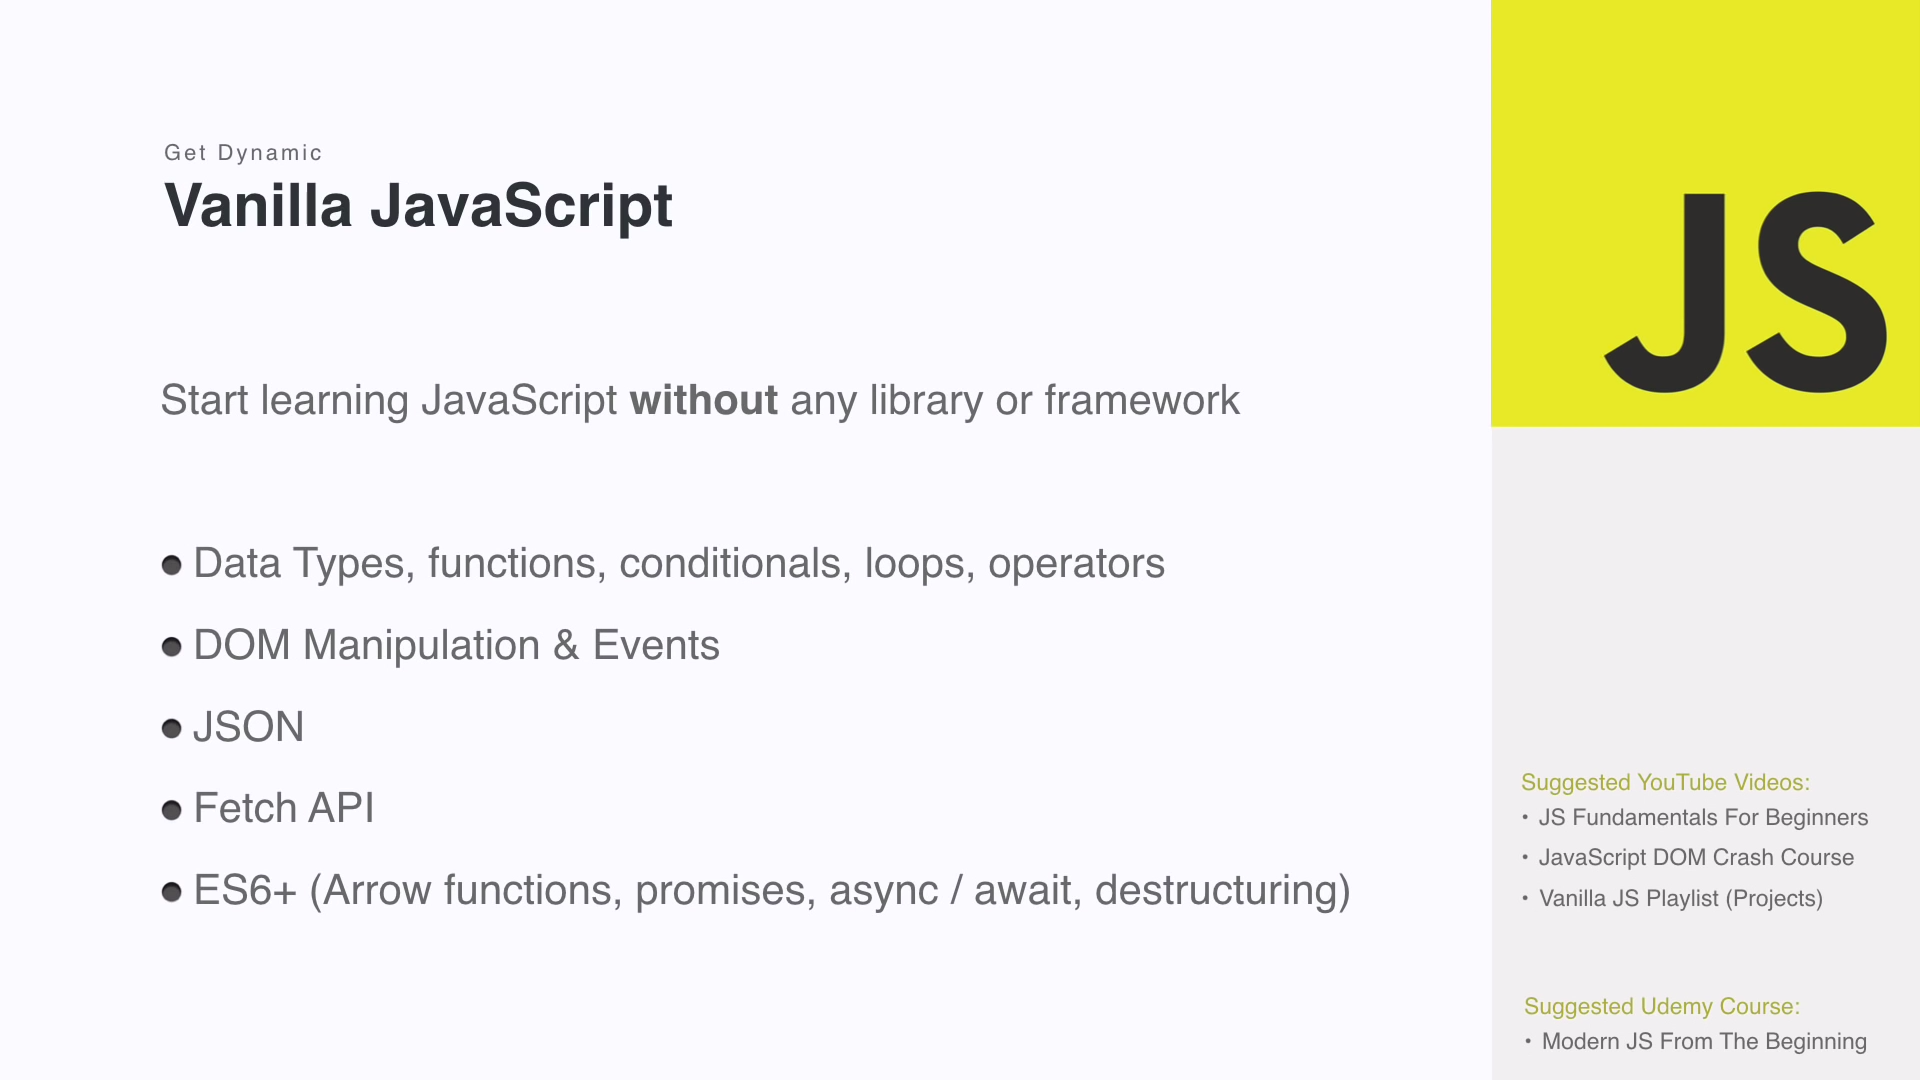 Get Dynamic
Vanilla JavaScript
Start learning JavaScript without any library or framework
• Data Types, functions, conditionals, loops, operators
• DOM Manipulation & Events
• JSON
• Fetch API
• ES6+ (Arrow functions, promises, async / await, destructuring)
JS
Suggested YouTube Videos:
• JS Fundamentals For Beginners
• JavaScript DOM Crash Course
• Vanilla JS Playlist (Projects)
Suggested Udemy Course:
• Modern JS From The Beginning